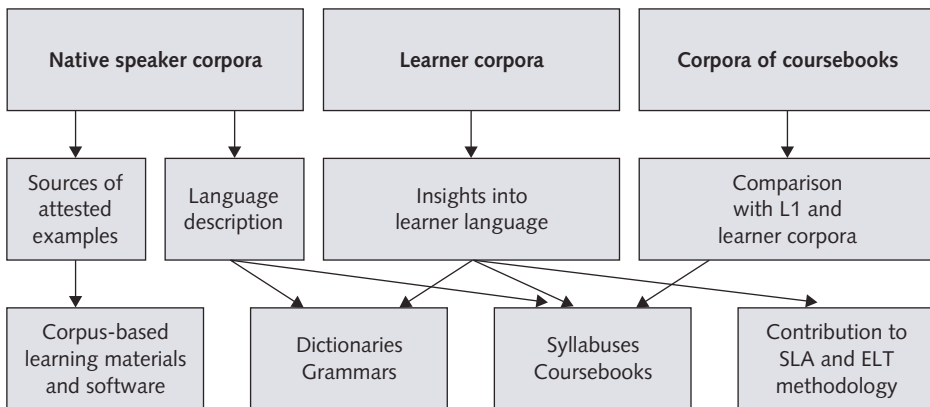 Native speaker corpora
Learner corpora
Corpora of coursebooks
Sources of
attested
examples
Language
description
Insights into
learner language
Comparison
with L1 and
learner corpora
Corpus-based
learning materials
and software
Dictionaries
Grammars
Syllabuses
Coursebooks
Contribution to
SLA and ELT
methodology